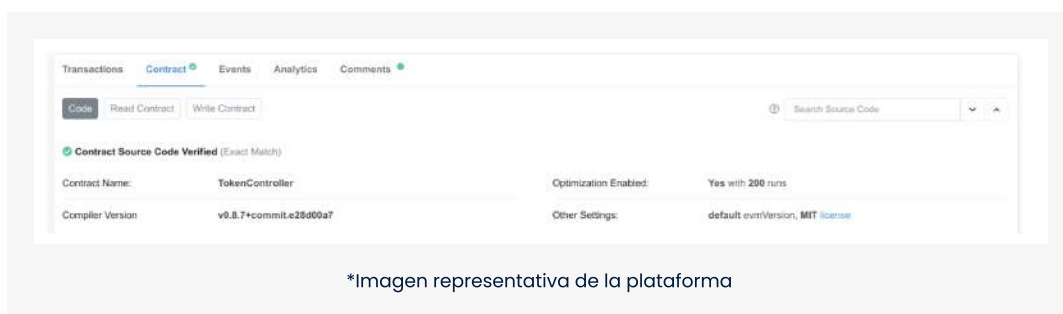 Transactions Contract Events Analytics Comments
Code Read Contract Write Contract Search Source Code
Contract Source Code Verified (Exact Match)
Contract Name: TokenController Optimization Enabled: Yes with 200 runs
Compiler Version v0.8.7+commit.e28d00a7 Other Settings: default evmVersion, MIT license
*Imagen representativa de la plataforma